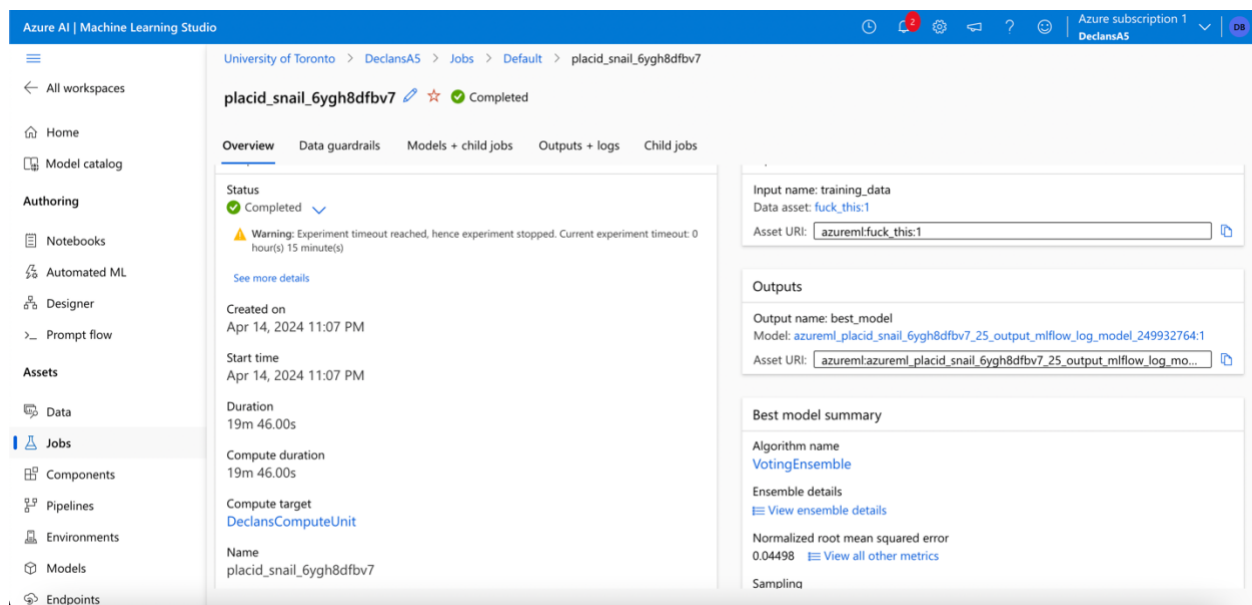 Azure AI | Machine Learning Studio
2
Azure subscription 1
DeclansA5
DB
All workspaces
Home
Model catalog
Authoring
Notebooks
Automated ML
Designer
Prompt flow
Assets
Data
Jobs
Components
Pipelines
Environments
Models
Endpoints
University of Toronto > DeclansA5 > Jobs > Default > placid_snail_6ygh8dfbv7
placid_snail_6ygh8dfbv7 Completed
Overview Data guardrails Models + child jobs Outputs + logs Child jobs
Status
Completed
Warning: Experiment timeout reached, hence experiment stopped. Current experiment timeout: 0
hour(s) 15 minute(s)
See more details
Created on
Apr 14, 2024 11:07 PM
Start time
Apr 14, 2024 11:07 PM
Duration
19m 46.00s
Compute duration
19m 46.00s
Compute target
DeclansComputeUnit
Name
placid_snail_6ygh8dfbv7
Input name: training_data
Data asset: fuck_this:1
Asset URI: azureml:fuck_this:1
Outputs
Output name: best_model
Model: azureml_placid_snail_6ygh8dfbv7_25_output_mlflow_log_model_249932764:1
Asset URI: azureml:azureml_placid_snail_6ygh8dfbv7_25_output_mlflow_log_mo...
Best model summary
Algorithm name
VotingEnsemble
Ensemble details
View ensemble details
Normalized root mean squared error
0.04498 View all other metrics
Sampling